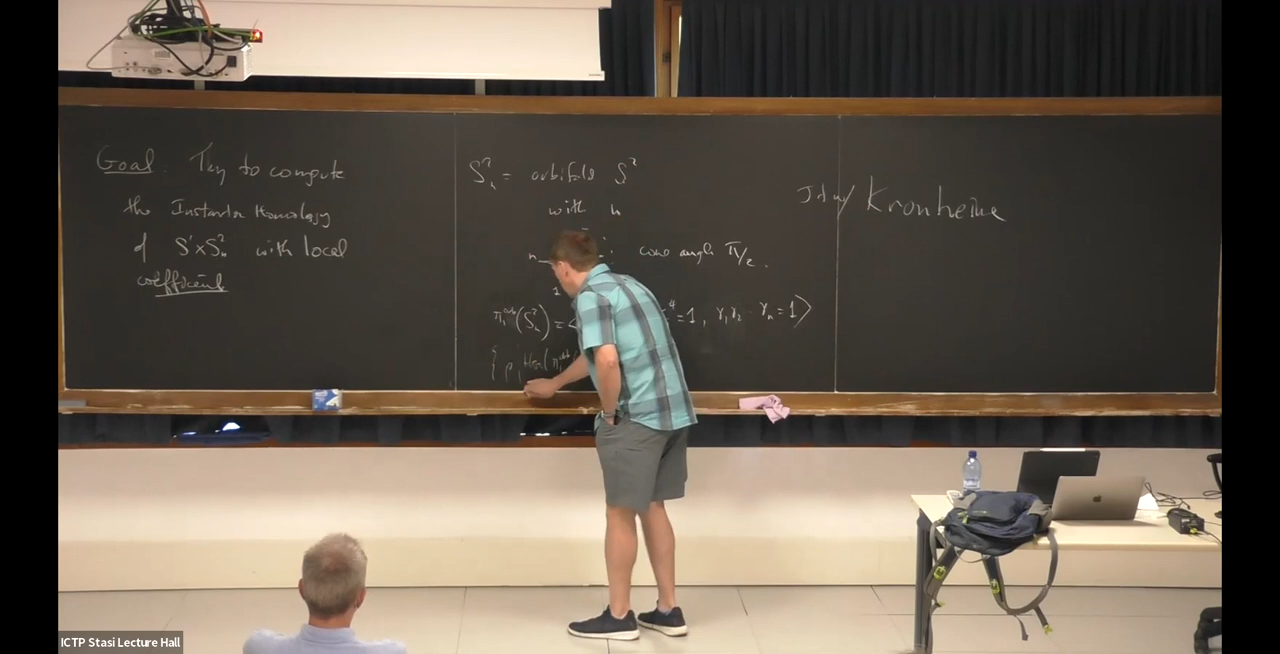 Goal: Try to compute
the Instanton Homology
of S¹×S²ₙ with local
coefficient
S²ₙ = orbifold S²
with n
cone angle π/2.
π₁ᵒʳᵇ(S²ₙ) = <
⁴=1, γ₁γ₂ ⋯ γₙ=1>
{ ρ | Hom(π₁ᵒʳᵇ
Jt w/ Kronheimer
ICTP Stasi Lecture Hall